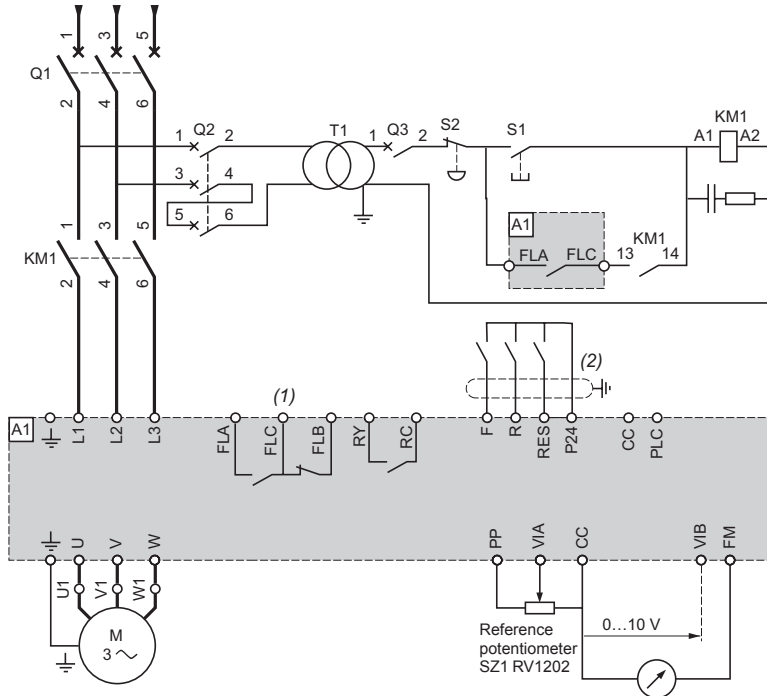 1 3 5
Q1
2 4 6
1 Q2 2
3 4
5 6
T1
1 Q3 2
S2
S1
KM1
A1 A2
A1
FLA FLC
KM1
13 14
1 3 5
KM1
2 4 6
(1)
(2)
A1
L1 L2 L3
FLA FLC FLB RY RC
F R RES P24 CC PLC
U V W
PP VIA CC VIB FM
U1 V1 W1
M
3
Reference
potentiometer
SZ1 RV1202
0...10 V